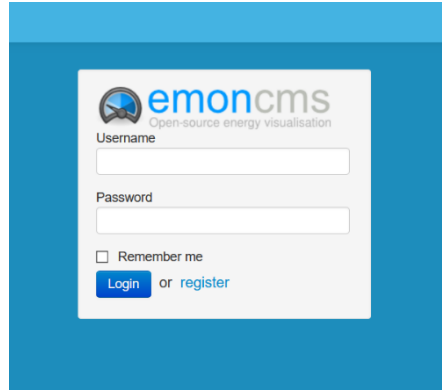 emoncms
Open-source energy visualisation
Username
Password
Remember me
Login or register